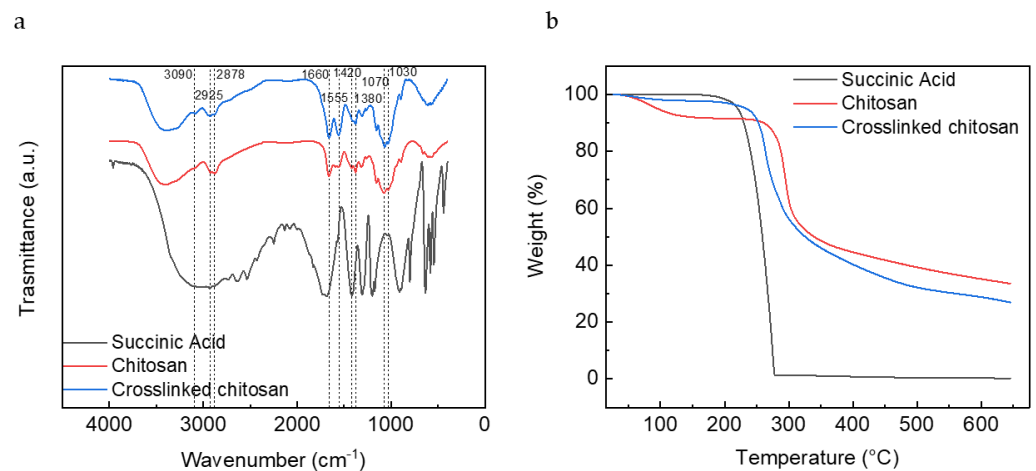 a
b
3090
2925
2878
1660
1555
1420
1380
1070
1030
Trasmittance (a.u.)
Succinic Acid
Chitosan
Crosslinked chitosan
4000 3000 2000 1000 0
Wavenumber (cm⁻¹)
Succinic Acid
Chitosan
Crosslinked chitosan
Weight (%)
100
80
60
40
20
0
100 200 300 400 500 600
Temperature (°C)